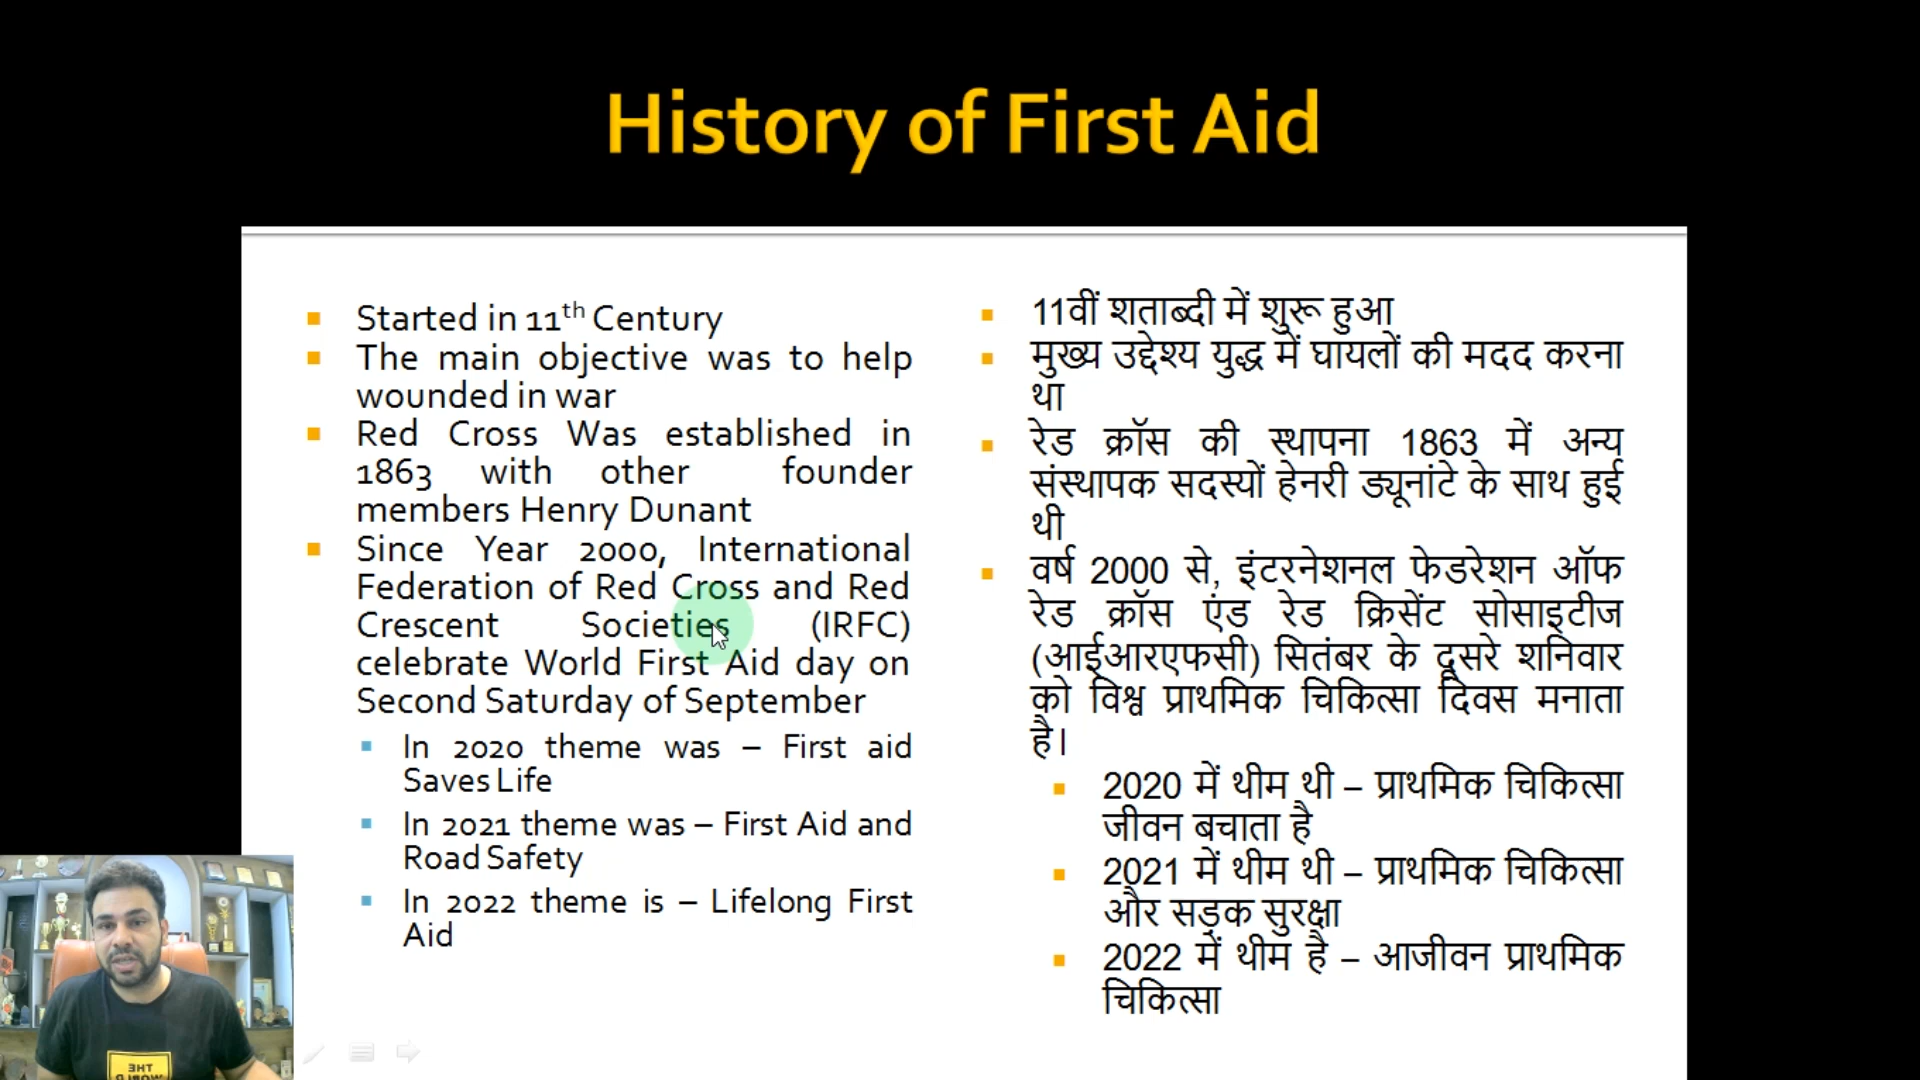 History of First Aid
Started in 11th Century
The main objective was to help
wounded in war
Red Cross Was established in
1863 with other founder
members Henry Dunant
Since Year 2000, International
Federation of Red Cross and Red
Crescent Societies (IRFC)
celebrate World First Aid day on
Second Saturday of September
In 2020 theme was – First aid
Saves Life
In 2021 theme was – First Aid and
Road Safety
In 2022 theme is – Lifelong First
Aid
11वीं शताब्दी में शुरू हुआ
मुख्य उद्देश्य युद्ध में घायलों की मदद करना
था
रेड क्रॉस की स्थापना 1863 में अन्य
संस्थापक सदस्यों हेनरी ड्यूनांटे के साथ हुई
थी
वर्ष 2000 से, इंटरनेशनल फेडरेशन ऑफ
रेड क्रॉस एंड रेड क्रिसेंट सोसाइटीज
(आईआरएफसी) सितंबर के दूसरे शनिवार
को विश्व प्राथमिक चिकित्सा दिवस मनाता
है।
2020 में थीम थी – प्राथमिक चिकित्सा
जीवन बचाता है
2021 में थीम थी – प्राथमिक चिकित्सा
और सड़क सुरक्षा
2022 में थीम है – आजीवन प्राथमिक
चिकित्सा
THE
WORLD